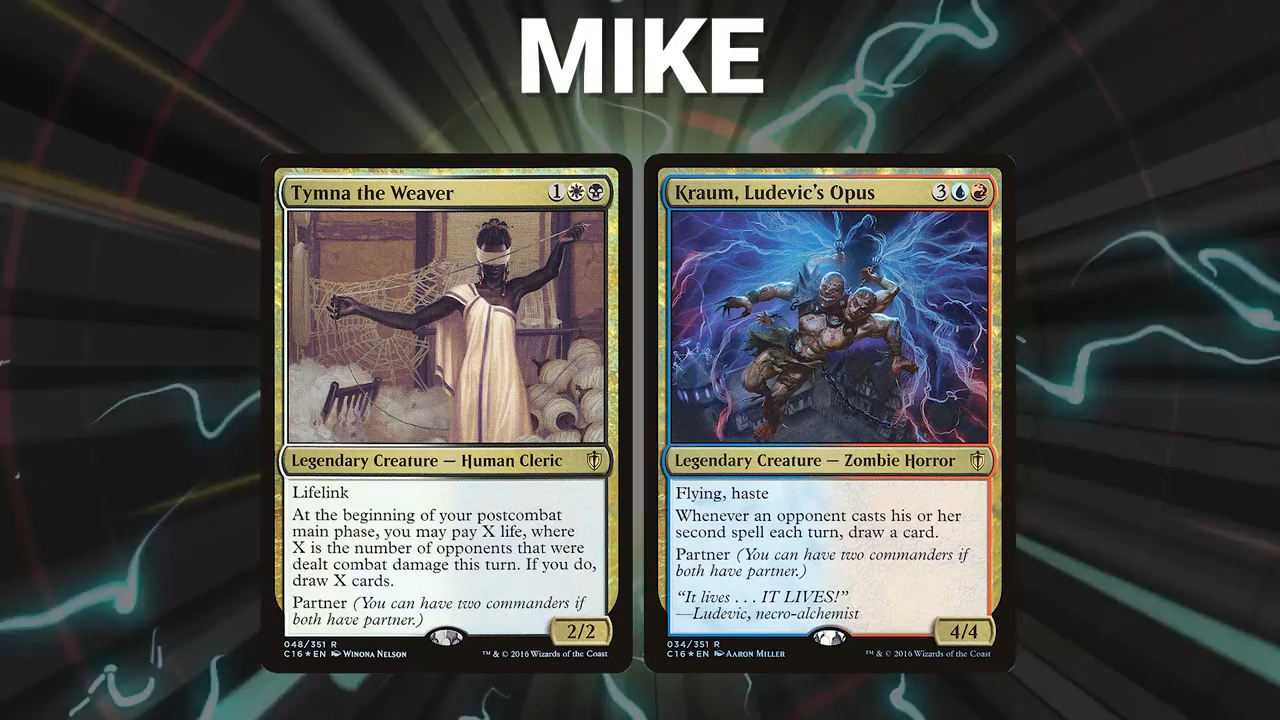 MIKE
Tymna the Weaver 1
Legendary Creature — Human Cleric
Lifelink
At the beginning of your postcombat
main phase, you may pay X life, where
X is the number of opponents that were
dealt combat damage this turn. If you do,
draw X cards.
Partner (You can have two commanders if
both have partner.)
2/2
048/351 R
C16★EN Winona Nelson
™ & © 2016 Wizards of the Coast
Kraum, Ludevic's Opus 3
Legendary Creature — Zombie Horror
Flying, haste
Whenever an opponent casts his or her
second spell each turn, draw a card.
Partner (You can have two commanders if
both have partner.)
"It lives . . . IT LIVES!"
—Ludevic, necro-alchemist
4/4
034/351 R
C16★EN Aaron Miller
™ & © 2016 Wizards of the Coast